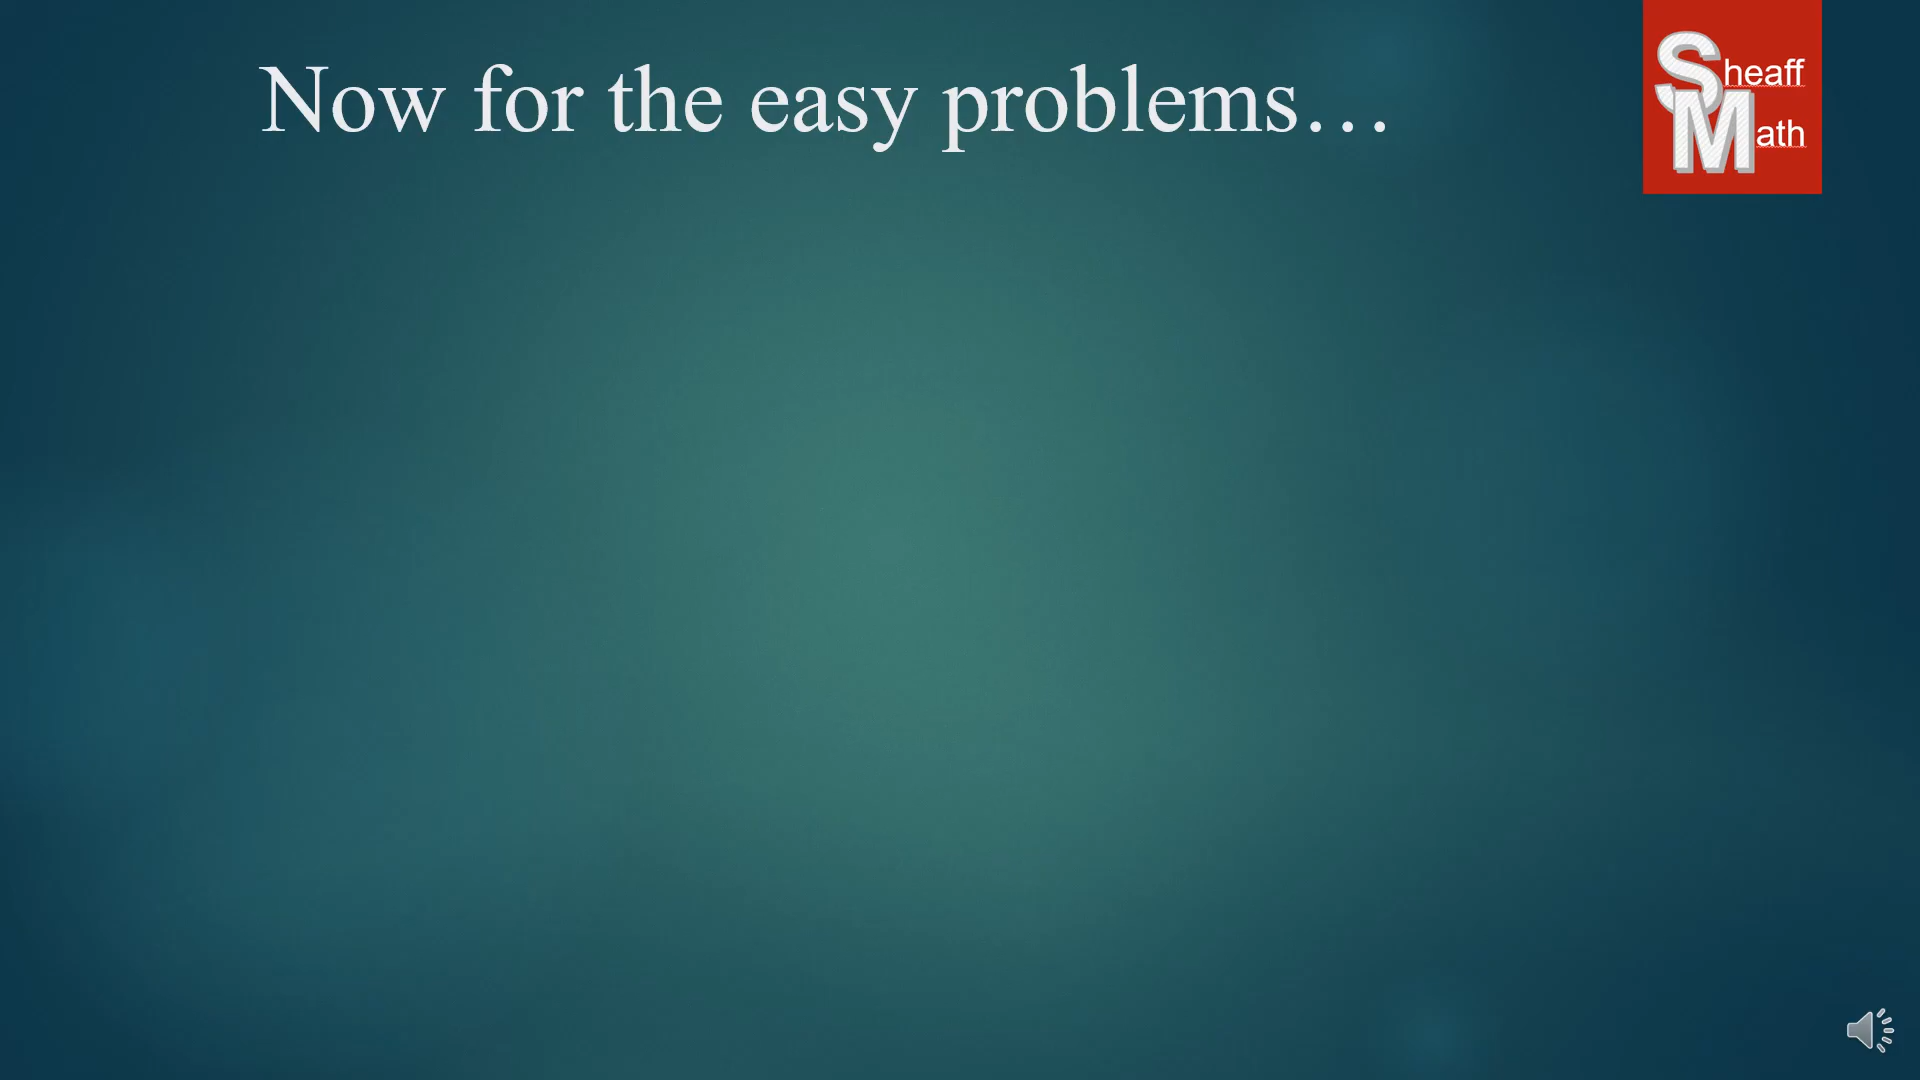 Now for the easy problems…
Sheaff
Math